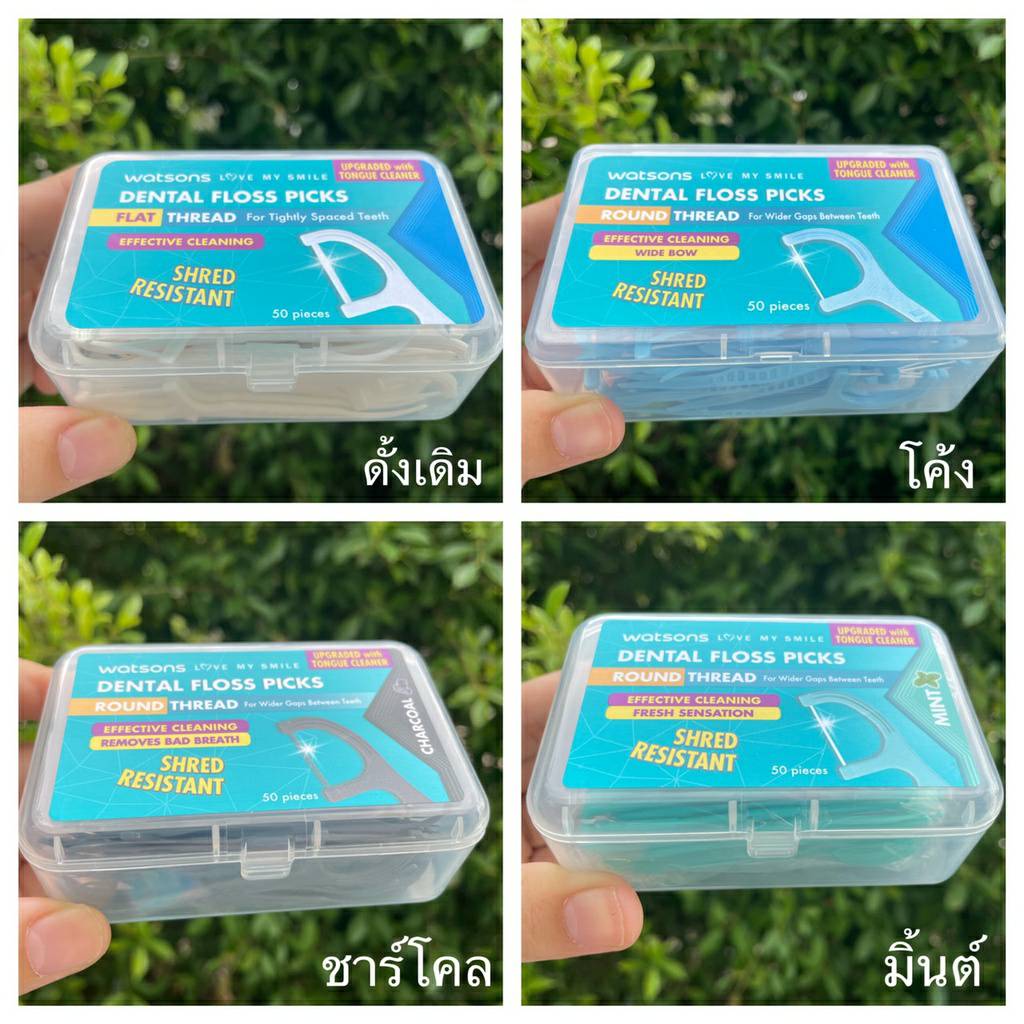 watsons LOVE MY SMILE
UPGRADED with
TONGUE CLEANER
DENTAL FLOSS PICKS
FLAT THREAD For Tightly Spaced Teeth
EFFECTIVE CLEANING
SHRED
RESISTANT
50 pieces
ดั้งเดิม
watsons LOVE MY SMILE
UPGRADED with
TONGUE CLEANER
DENTAL FLOSS PICKS
ROUND THREAD For Wider Gaps Between Teeth
EFFECTIVE CLEANING
WIDE BOW
SHRED
RESISTANT
50 pieces
โค้ง
watsons LOVE MY SMILE
UPGRADED with
TONGUE CLEANER
DENTAL FLOSS PICKS
ROUND THREAD For Wider Gaps Between Teeth
EFFECTIVE CLEANING
REMOVES BAD BREATH
CHARCOAL
SHRED
RESISTANT
50 pieces
ชาร์โคล
watsons LOVE MY SMILE
UPGRADED with
TONGUE CLEANER
DENTAL FLOSS PICKS
ROUND THREAD For Wider Gaps Between Teeth
EFFECTIVE CLEANING
FRESH SENSATION
MINT
SHRED
RESISTANT
50 pieces
มิ้นต์